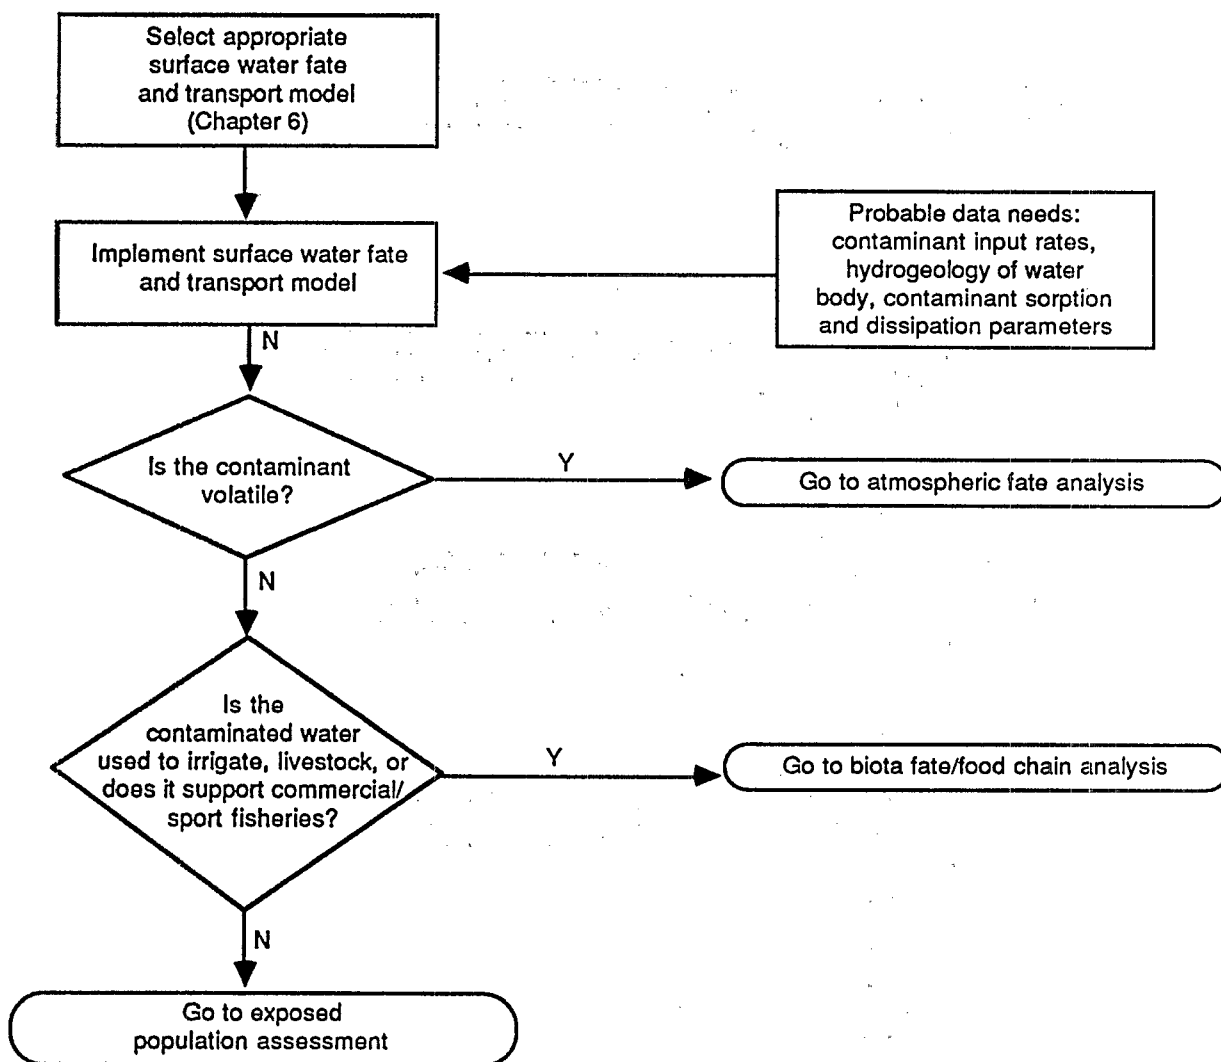 Select appropriate
surface water fate
and transport model
(Chapter 6)
Implement surface water fate
and transport model
Probable data needs:
contaminant input rates,
hydrogeology of water
body, contaminant sorption
and dissipation parameters
N
Is the contaminant
volatile?
Y
Go to atmospheric fate analysis
N
Is the
contaminated water
used to irrigate, livestock, or
does it support commercial/
sport fisheries?
Y
Go to biota fate/food chain analysis
N
Go to exposed
population assessment